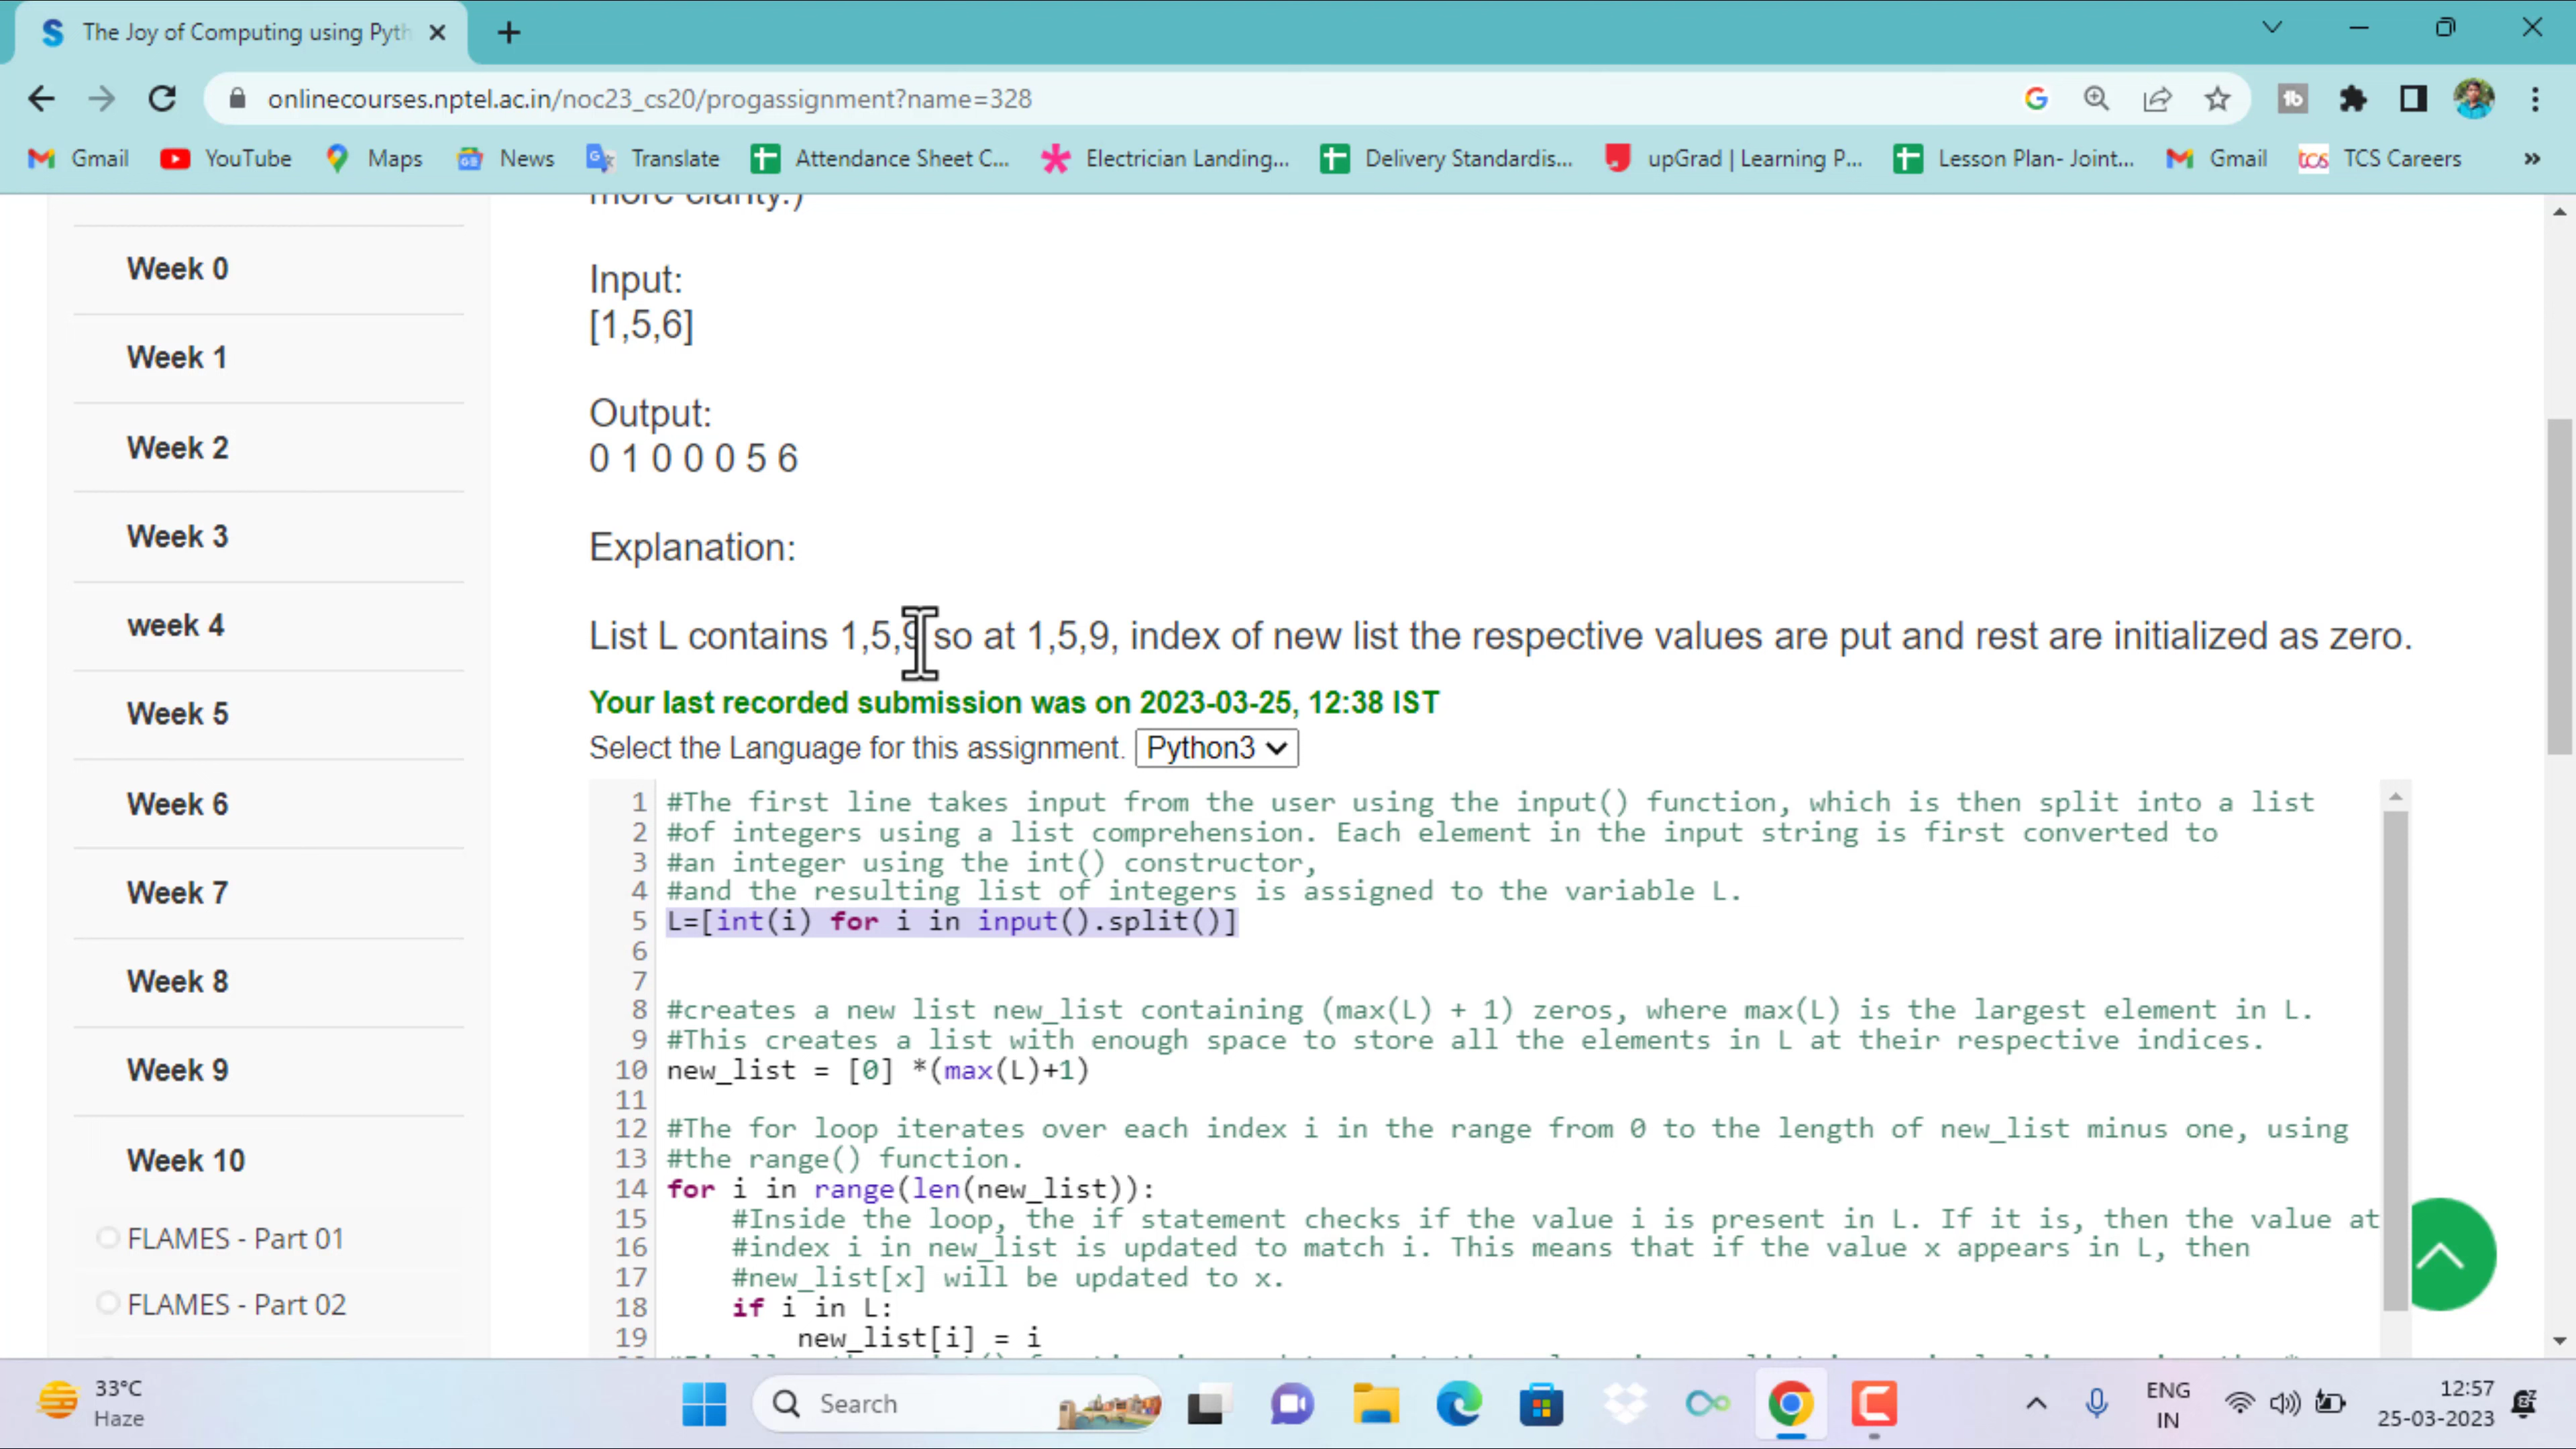 The Joy of Computing using Pyth
onlinecourses.nptel.ac.in/noc23_cs20/progassignment?name=328
Gmail YouTube Maps News Translate Attendance Sheet C... Electrician Landing... Delivery Standardis... upGrad | Learning P... Lesson Plan- Joint... Gmail TCS Careers »
more clarity.)
Week 0
Week 1
Week 2
Week 3
week 4
Week 5
Week 6
Week 7
Week 8
Week 9
Week 10
FLAMES - Part 01
FLAMES - Part 02
Input:
[1,5,6]
Output:
0 1 0 0 0 5 6
Explanation:
List L contains 1,5,9 so at 1,5,9, index of new list the respective values are put and rest are initialized as zero.
Your last recorded submission was on 2023-03-25, 12:38 IST
Select the Language for this assignment. Python3
1 #The first line takes input from the user using the input() function, which is then split into a list
2 #of integers using a list comprehension. Each element in the input string is first converted to
3 #an integer using the int() constructor,
4 #and the resulting list of integers is assigned to the variable L.
5 L=[int(i) for i in input().split()]
6
7
8 #creates a new list new_list containing (max(L) + 1) zeros, where max(L) is the largest element in L.
9 #This creates a list with enough space to store all the elements in L at their respective indices.
10 new_list = [0] *(max(L)+1)
11
12 #The for loop iterates over each index i in the range from 0 to the length of new_list minus one, using
13 #the range() function.
14 for i in range(len(new_list)):
15 #Inside the loop, the if statement checks if the value i is present in L. If it is, then the value at
16 #index i in new_list is updated to match i. This means that if the value x appears in L, then
17 #new_list[x] will be updated to x.
18 if i in L:
19 new_list[i] = i
33°C
Haze
Search
ENG
IN
12:57
25-03-2023